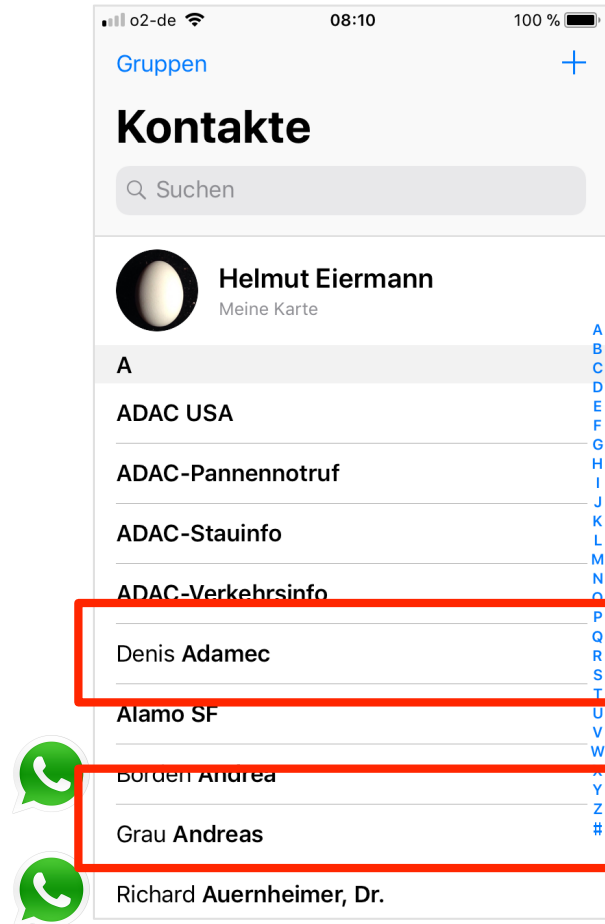 o2-de 08:10 100 %
Gruppen +
Kontakte
Suchen
Helmut Eiermann
Meine Karte
A
ADAC USA
ADAC-Pannennotruf
ADAC-Stauinfo
ADAC-Verkehrsinfo
Denis Adamec
Alamo SF
Borden Andrea
Grau Andreas
Richard Auernheimer, Dr.
A
B
C
D
E
F
G
H
I
J
K
L
M
N
O
P
Q
R
S
T
U
V
W
X
Y
Z
#